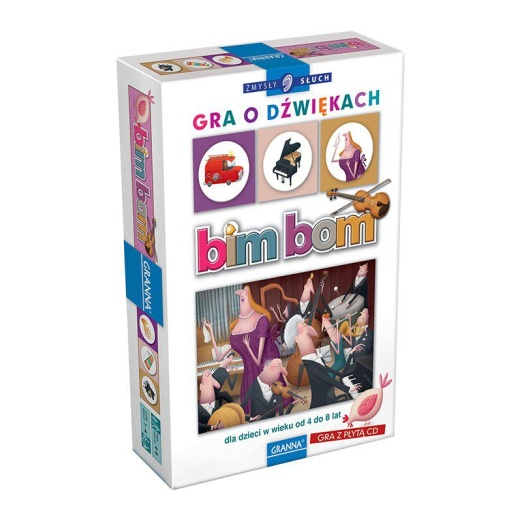 ZMYSŁY SŁUCH
GRA O DŹWIĘKACH
bim bom
dla dzieci w wieku od 4 do 8 lat
GRANNA
GRA Z PŁYTĄ CD
bim bom
GRANNA